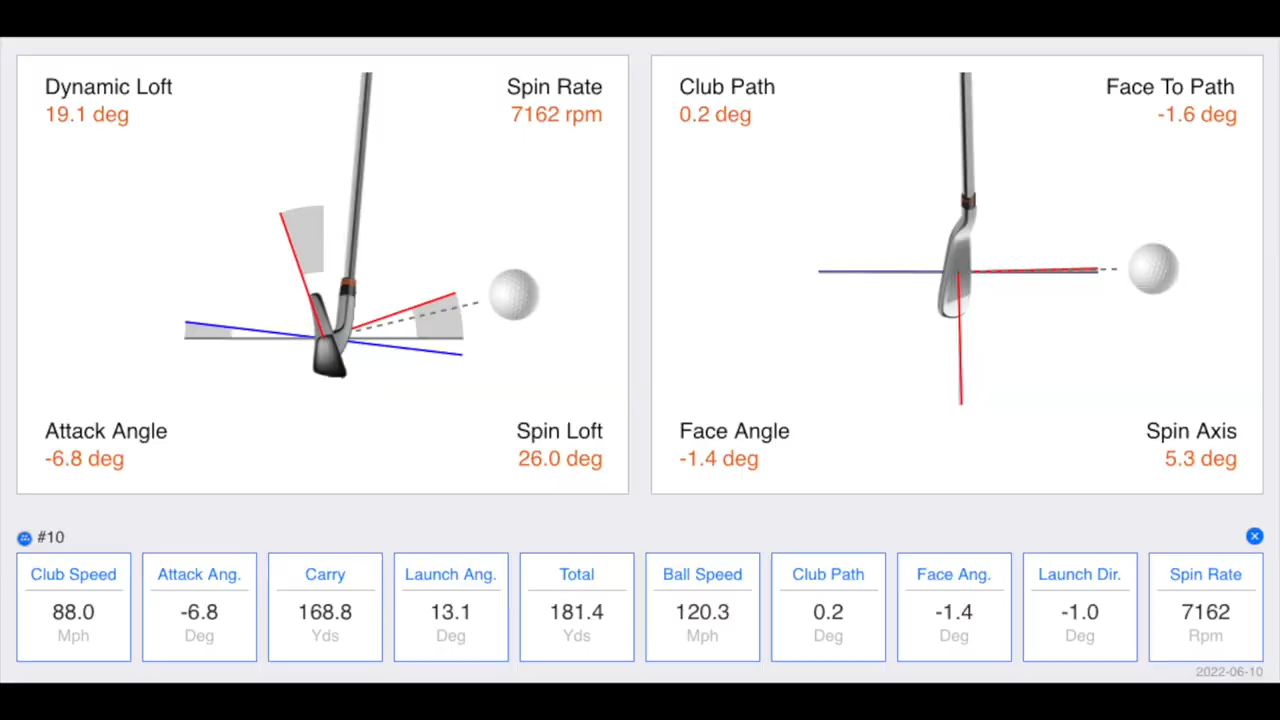 Dynamic Loft
19.1 deg
Spin Rate
7162 rpm
Attack Angle
-6.8 deg
Spin Loft
26.0 deg
Club Path
0.2 deg
Face To Path
-1.6 deg
Face Angle
-1.4 deg
Spin Axis
5.3 deg
#10
Club Speed
88.0
Mph
Attack Ang.
-6.8
Deg
Carry
168.8
Yds
Launch Ang.
13.1
Deg
Total
181.4
Yds
Ball Speed
120.3
Mph
Club Path
0.2
Deg
Face Ang.
-1.4
Deg
Launch Dir.
-1.0
Deg
Spin Rate
7162
Rpm
2022-06-10